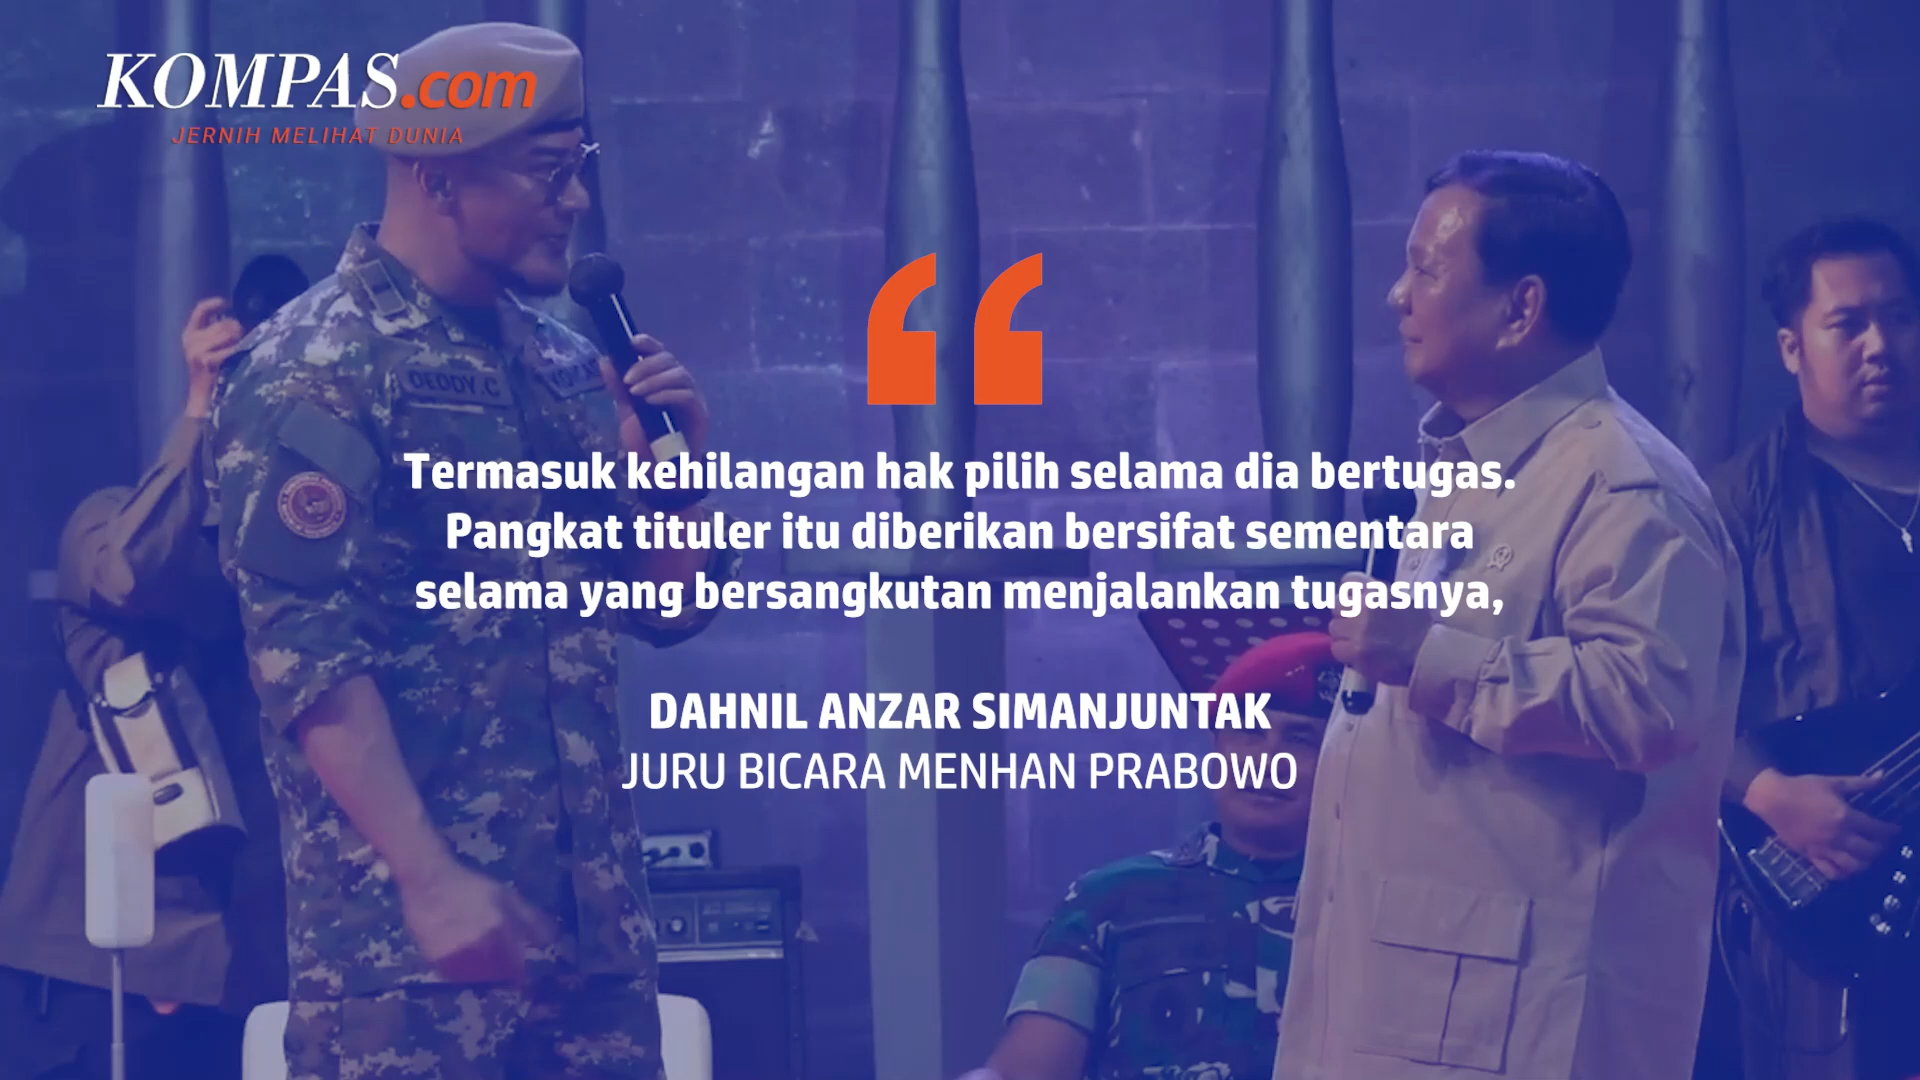 KOMPAS.com
JERNIH MELIHAT DUNIA
DEDDY.C
Termasuk kehilangan hak pilih selama dia bertugas.
Pangkat tituler itu diberikan bersifat sementara
selama yang bersangkutan menjalankan tugasnya,
DAHNIL ANZAR SIMANJUNTAK
JURU BICARA MENHAN PRABOWO